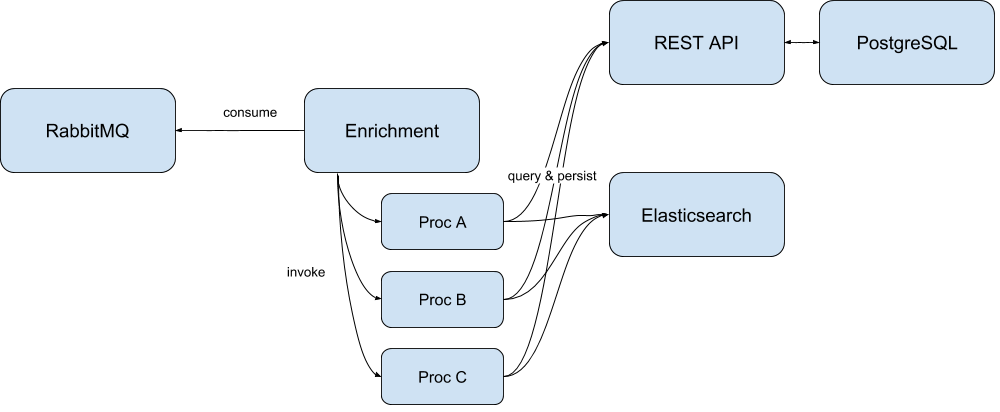 REST API
PostgreSQL
consume
RabbitMQ
Enrichment
query & persist
Proc A
Elasticsearch
invoke
Proc B
Proc C